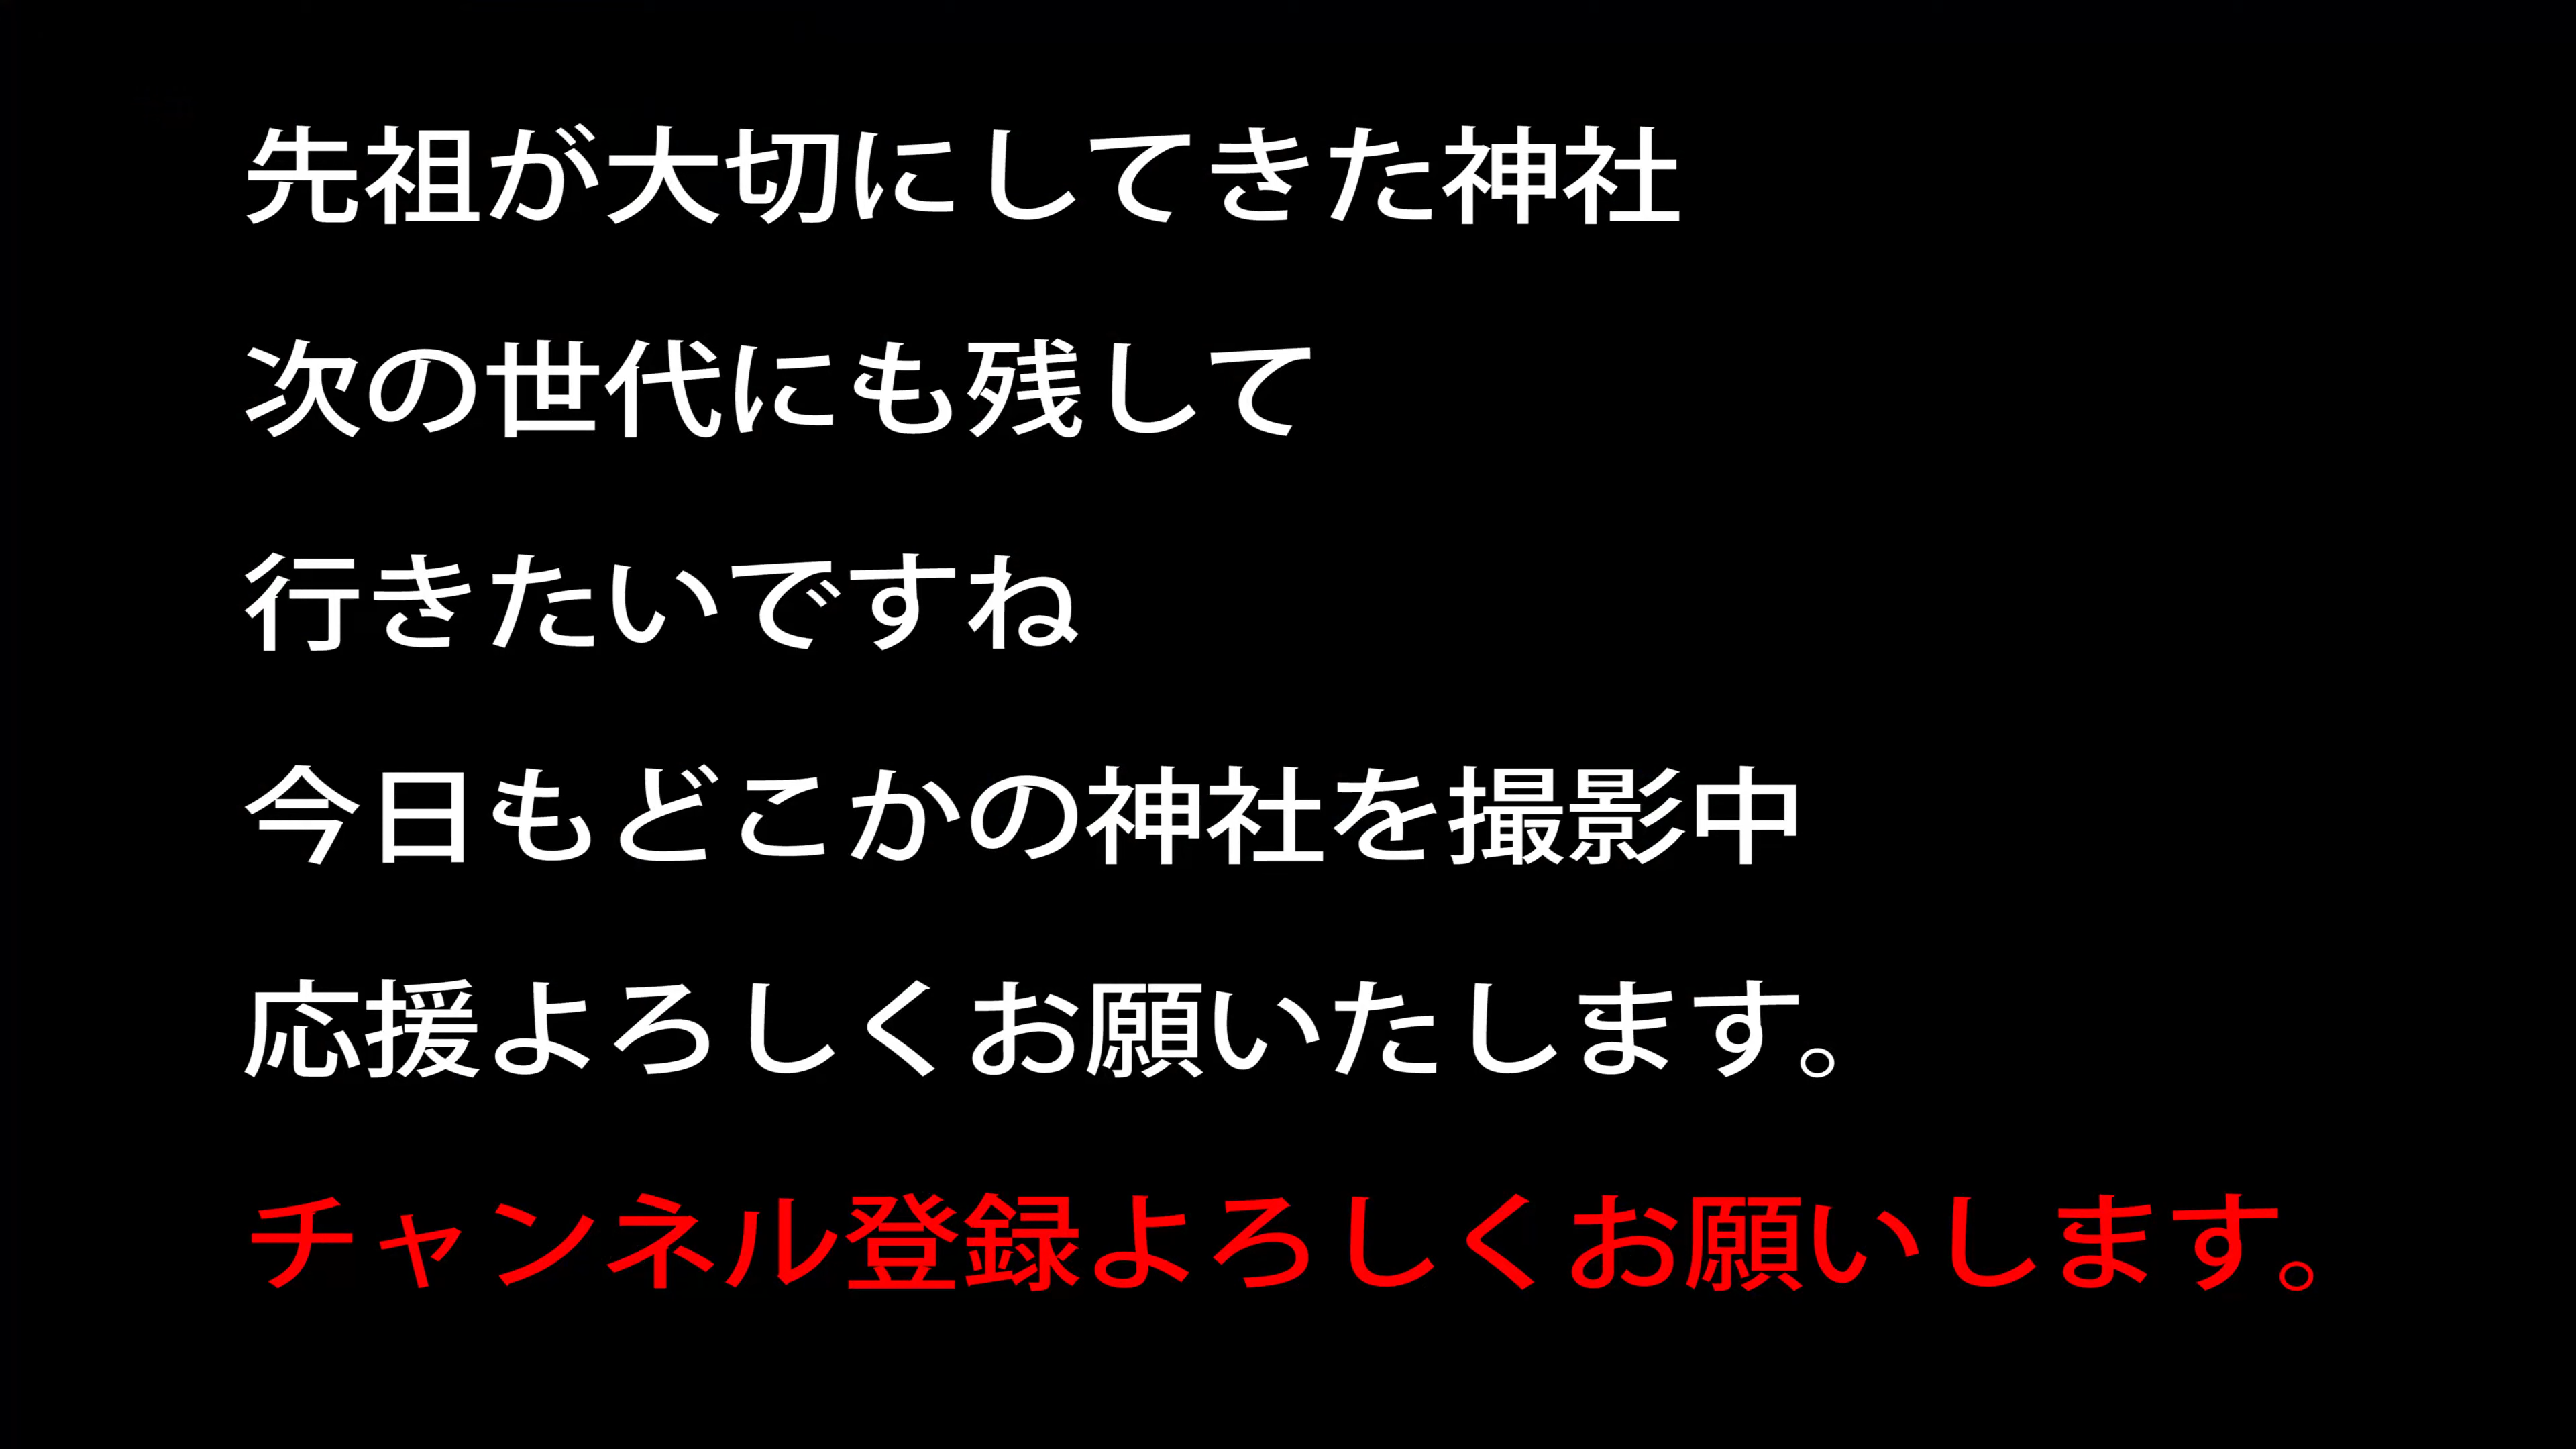 先祖が大切にしてきた神社
次の世代にも残して
行きたいですね
今日もどこかの神社を撮影中
応援よろしくお願いたします。
チャンネル登録よろしくお願いします。